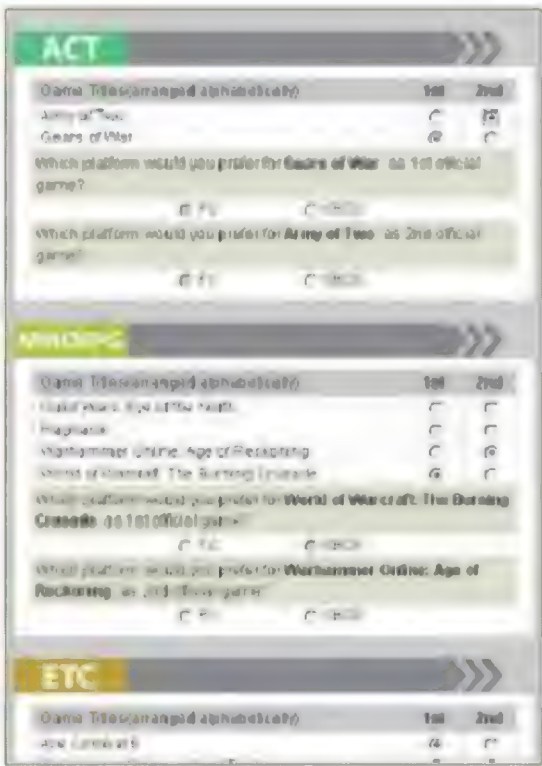 ACT
Game Titles(arranged alphabetically) 1st 2nd
Army of Two
Gears of War
Which platform would you prefer for Gears of War as 1st official
game?
Which platform would you prefer for Army of Two as 2nd official
game?
MMORPG
Game Titles(arranged alphabetically) 1st 2nd
Warhammer Online: Age of Reckoning
World of Warcraft: The Burning Crusade
Which platform would you prefer for World of Warcraft: The Burning
Crusade as 1st official game?
Which platform would you prefer for Warhammer Online: Age of
Reckoning as 2nd official game?
ETC
Game Titles(arranged alphabetically) 1st 2nd